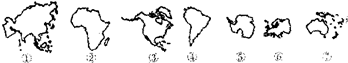 ① ② ③ ④ ⑤ ⑥ ⑦